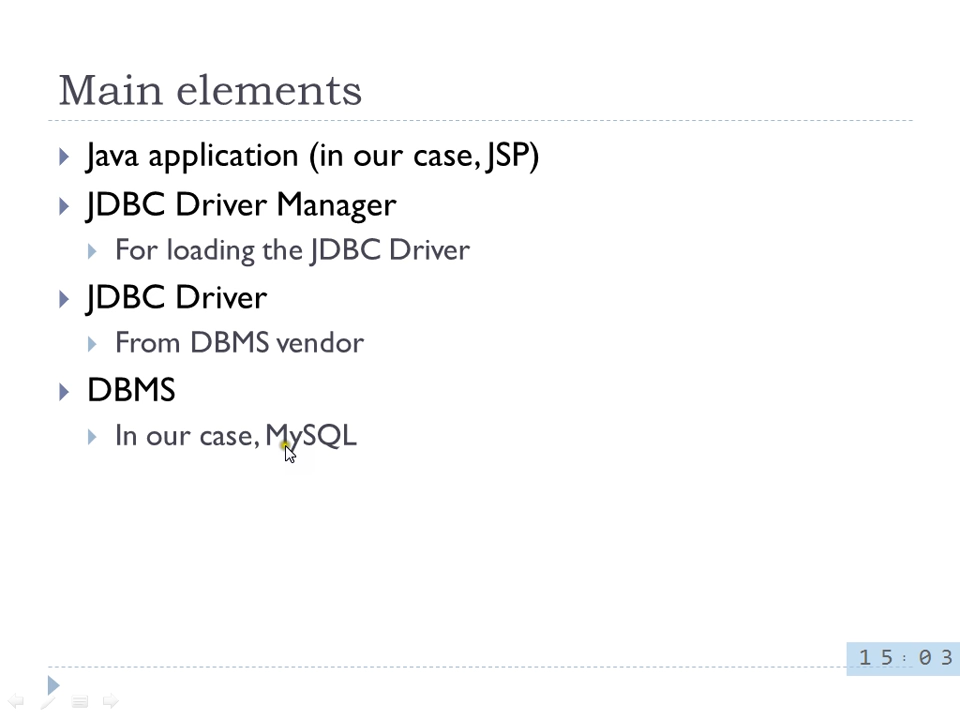 Main elements
Java application (in our case, JSP)
JDBC Driver Manager
For loading the JDBC Driver
JDBC Driver
From DBMS vendor
DBMS
In our case, MySQL
15:03